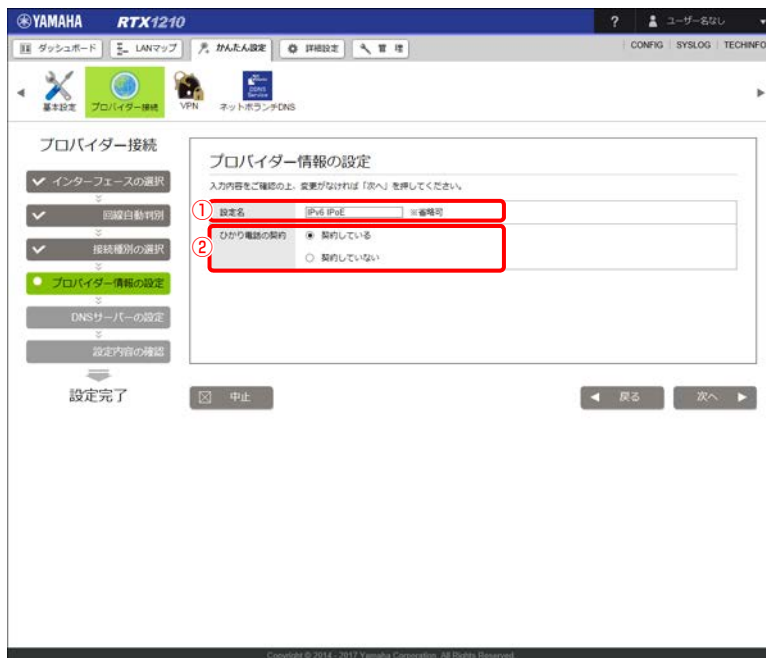 YAMAHA RTX1210 ? ユーザー名なし
ダッシュボード LANマップ かんたん設定 詳細設定 管 理 CONFIG SYSLOG TECHINFO
基本設定 プロバイダー接続 VPN ネットボランチDNS
プロバイダー接続
インターフェースの選択
回線自動判別
接続種別の選択
プロバイダー情報の設定
DNSサーバーの設定
設定内容の確認
設定完了
プロバイダー情報の設定
入力内容をご確認の上、変更がなければ「次へ」を押してください。
① 設定名 IPv6 IPoE ※省略可
② ひかり電話の契約 契約している
契約していない
中止 戻る 次へ
Copyright © 2014 - 2017 Yamaha Corporation. All Rights Reserved.